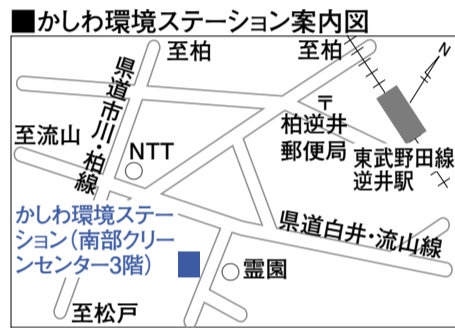 ■かしわ環境ステーション案内図
至柏
至柏
N
県道市川・柏線
〒
柏逆井
郵便局
東武野田線
逆井駅
至流山
NTT
かしわ環境ステー
ション(南部クリー
ンセンター3階)
県道白井・流山線
霊園
至松戸